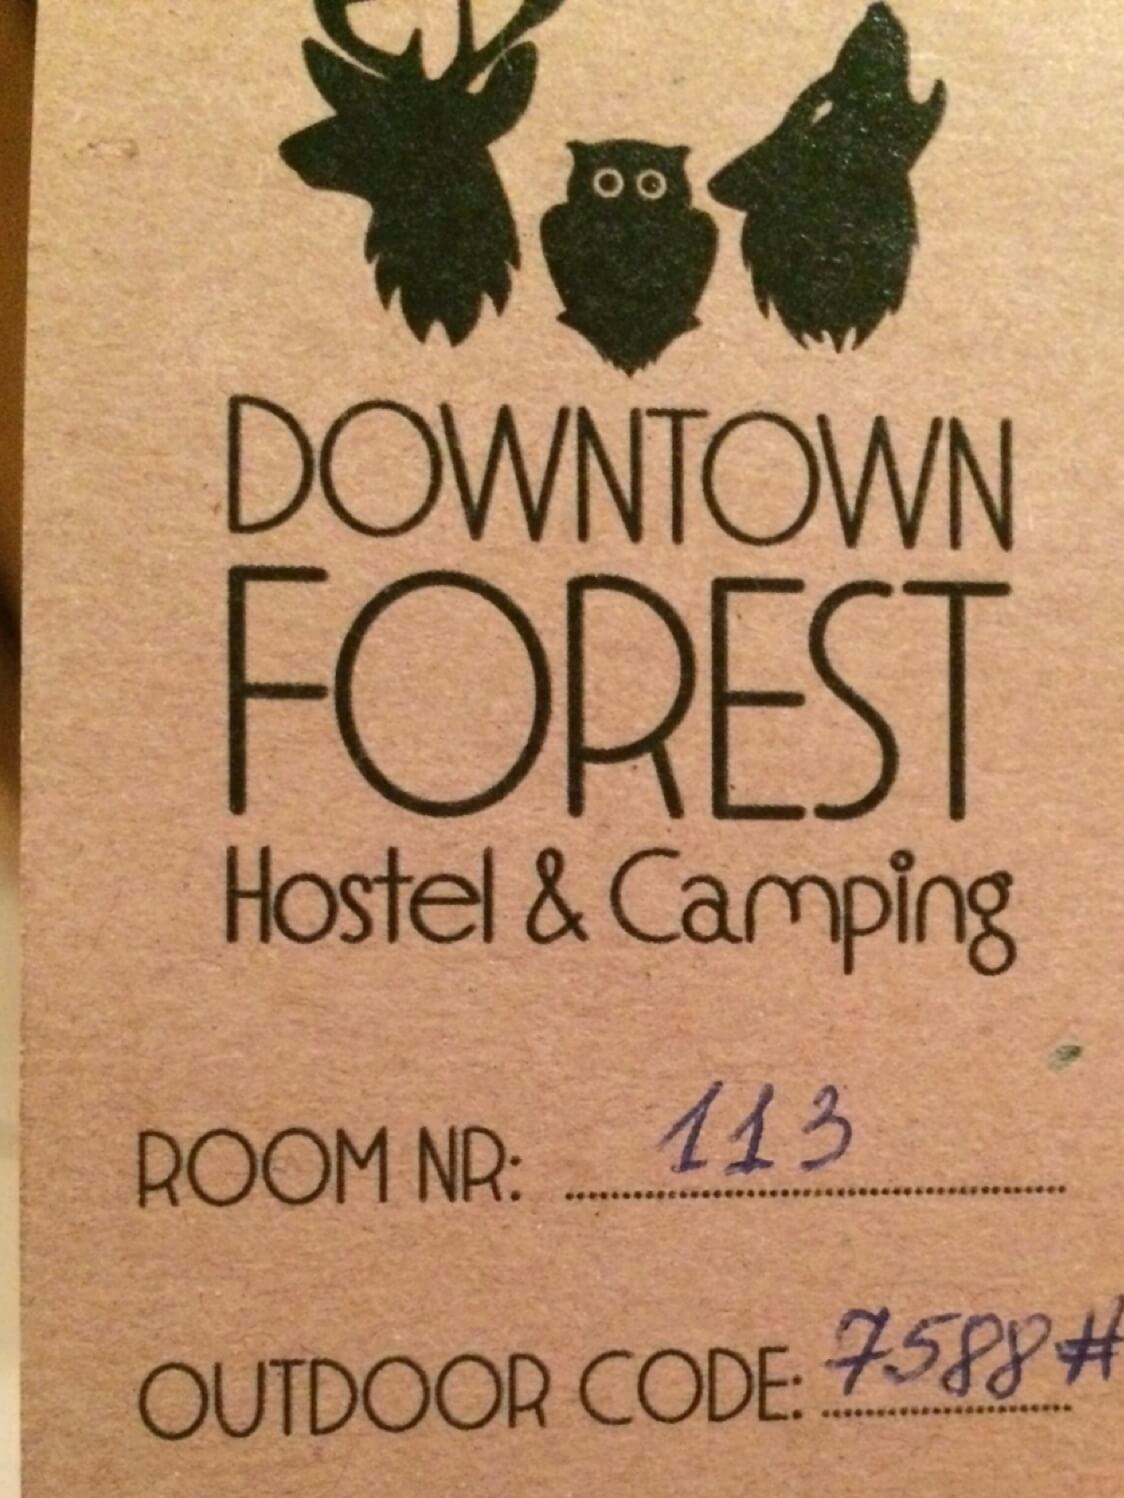 DOWNTOWN
FOREST
Hostel & Camping
ROOM NR: 113
OUTDOOR CODE: 7588#